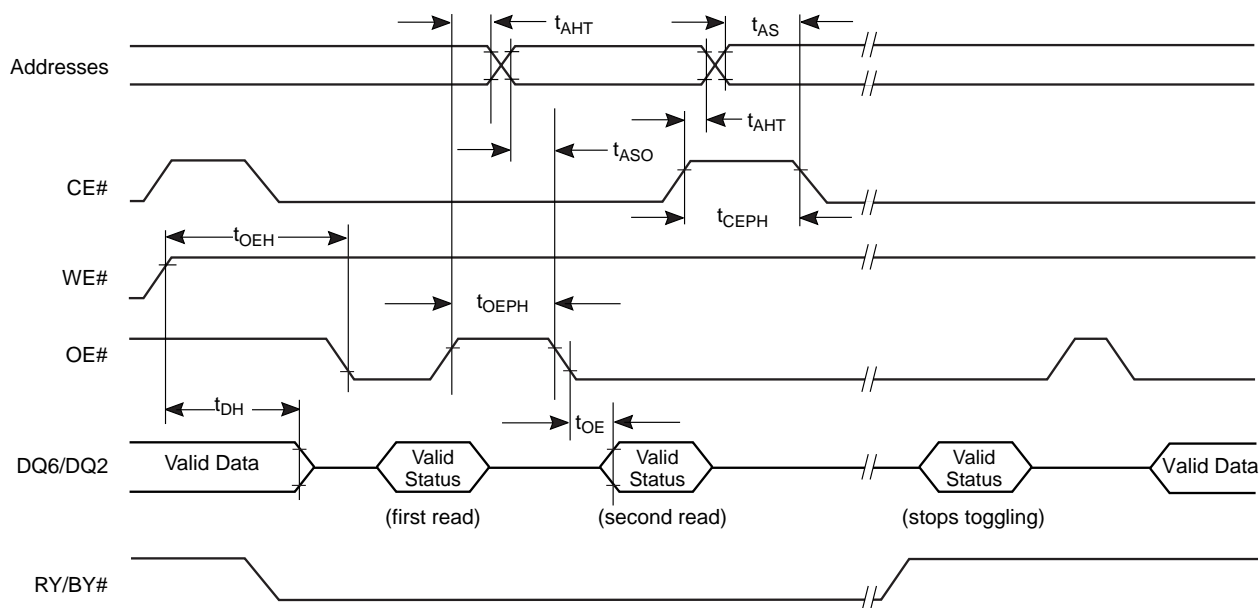 tAHT
tAS
Addresses
tAHT
tASO
CE#
tCEPH
tOEH
WE#
tOEPH
OE#
tDH
tOE
DQ6/DQ2
Valid Data
Valid
Status
Valid
Status
Valid
Status
Valid Data
(first read)
(second read)
(stops toggling)
RY/BY#